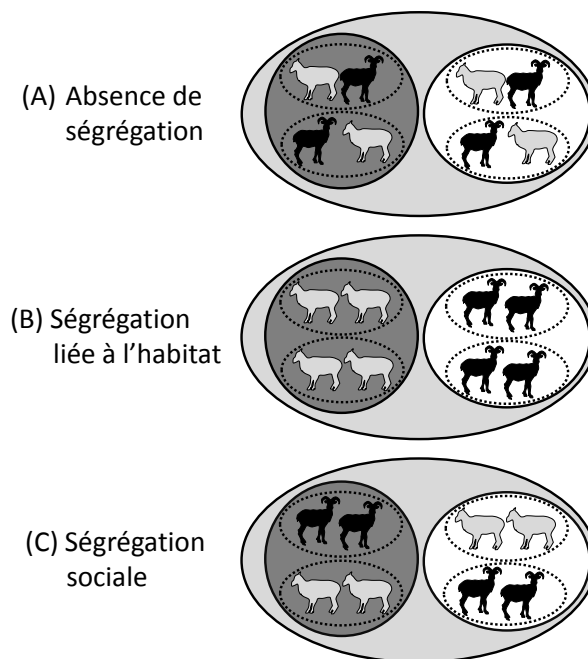 (A) Absence de
ségrégation
(B) Ségrégation
liée à l’habitat
(C) Ségrégation
sociale